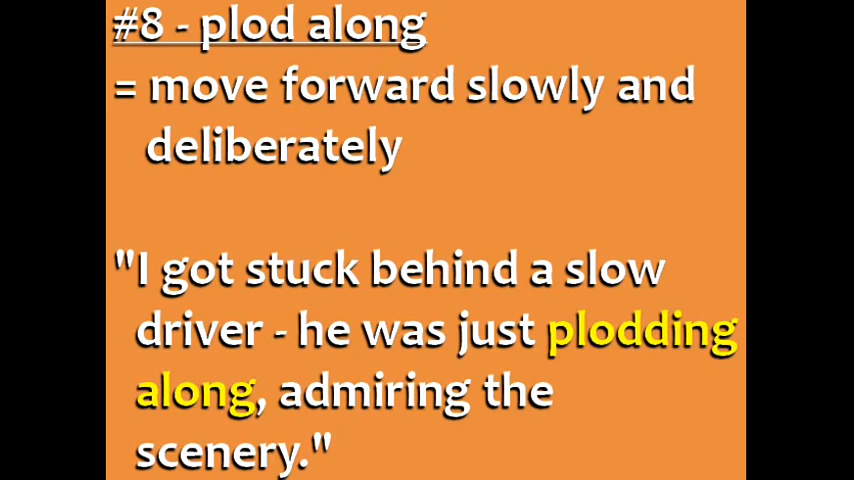 #8 - plod along
= move forward slowly and
deliberately
"I got stuck behind a slow
driver - he was just plodding
along, admiring the
scenery."